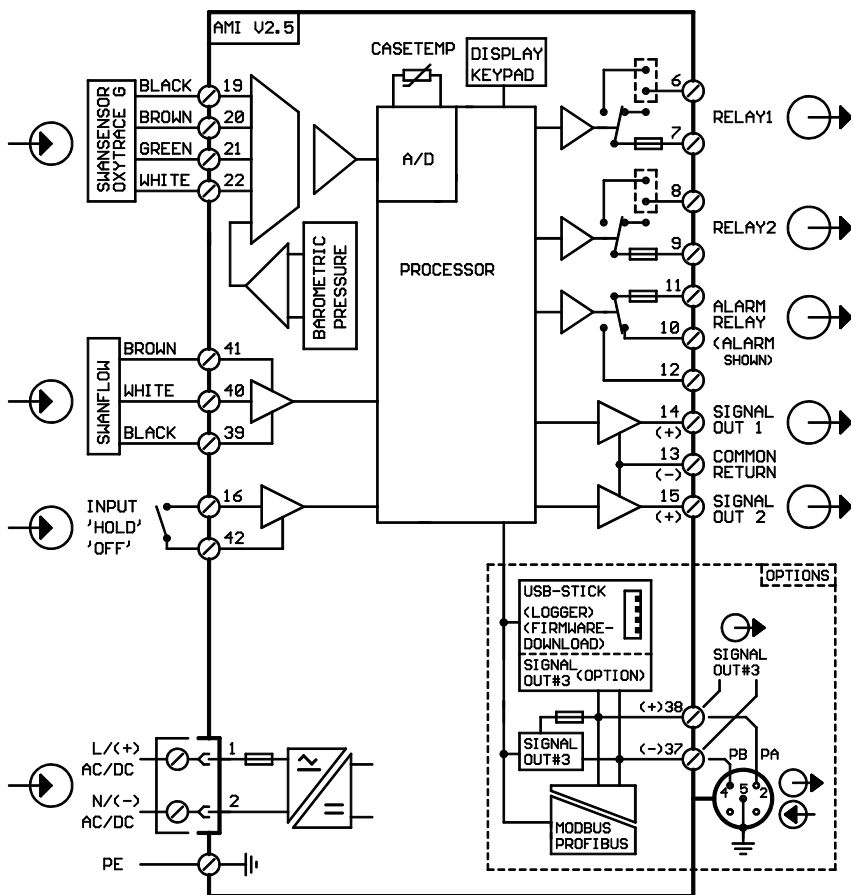 AMI V2.5
CASETEMP
DISPLAY
KEYPAD
SWANSENSOR
OXYTRACE G
BLACK 19
BROWN 20
GREEN 21
WHITE 22
A/D
PROCESSOR
BAROMETRIC
PRESSURE
6
RELAY1
7
8
RELAY2
9
11
10
12
ALARM
RELAY
(ALARM
SHOWN)
SWANFLOW
BROWN 41
WHITE 40
BLACK 39
14
(+)
SIGNAL
OUT 1
13
(-)
COMMON
RETURN
15
(+)
SIGNAL
OUT 2
INPUT
'HOLD'
'OFF'
16
42
OPTIONS
USB-STICK
(LOGGER)
(FIRMWARE-
DOWNLOAD)
SIGNAL
OUT#3 (OPTION)
SIGNAL
OUT#3
(+)38
SIGNAL
OUT#3
(-)37
PB PA
4 5 2
MODBUS
PROFIBUS
L/(+)
AC/DC
1
N/(-)
AC/DC
2
PE